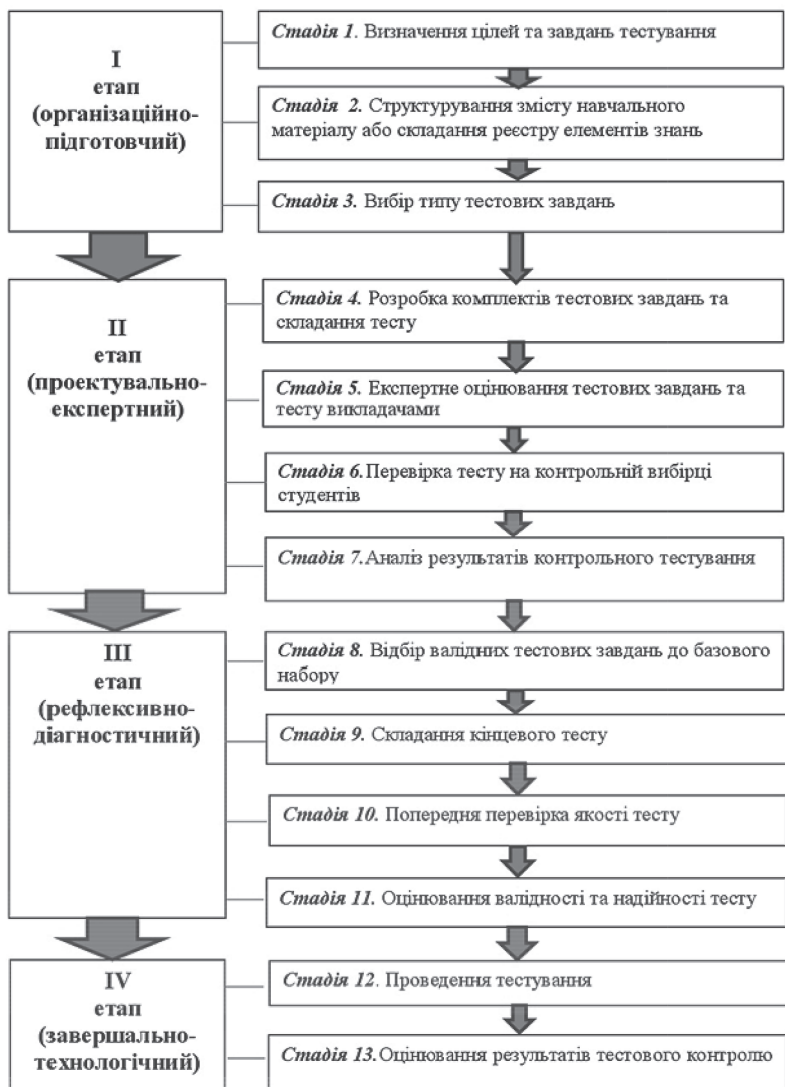 I
етап
(організаційно-
підготовчий)
Стадія 1. Визначення цілей та завдань тестування
Стадія 2. Структурування змісту навчального
матеріалу або складання реєстру елементів знань
Стадія 3. Вибір типу тестових завдань
II
етап
(проектувально-
експертний)
Стадія 4. Розробка комплектів тестових завдань та
складання тесту
Стадія 5. Експертне оцінювання тестових завдань та
тесту викладачами
Стадія 6.Перевірка тесту на контрольній вибірці
студентів
Стадія 7.Аналіз результатів контрольного тестування
III
етап
(рефлексивно-
діагностичний)
Стадія 8. Відбір валідних тестових завдань до базового
набору
Стадія 9. Складання кінцевого тесту
Стадія 10. Попередня перевірка якості тесту
Стадія 11. Оцінювання валідності та надійності тесту
IV
етап
(завершально-
технологічний)
Стадія 12. Проведення тестування
Стадія 13.Оцінювання результатів тестового контролю